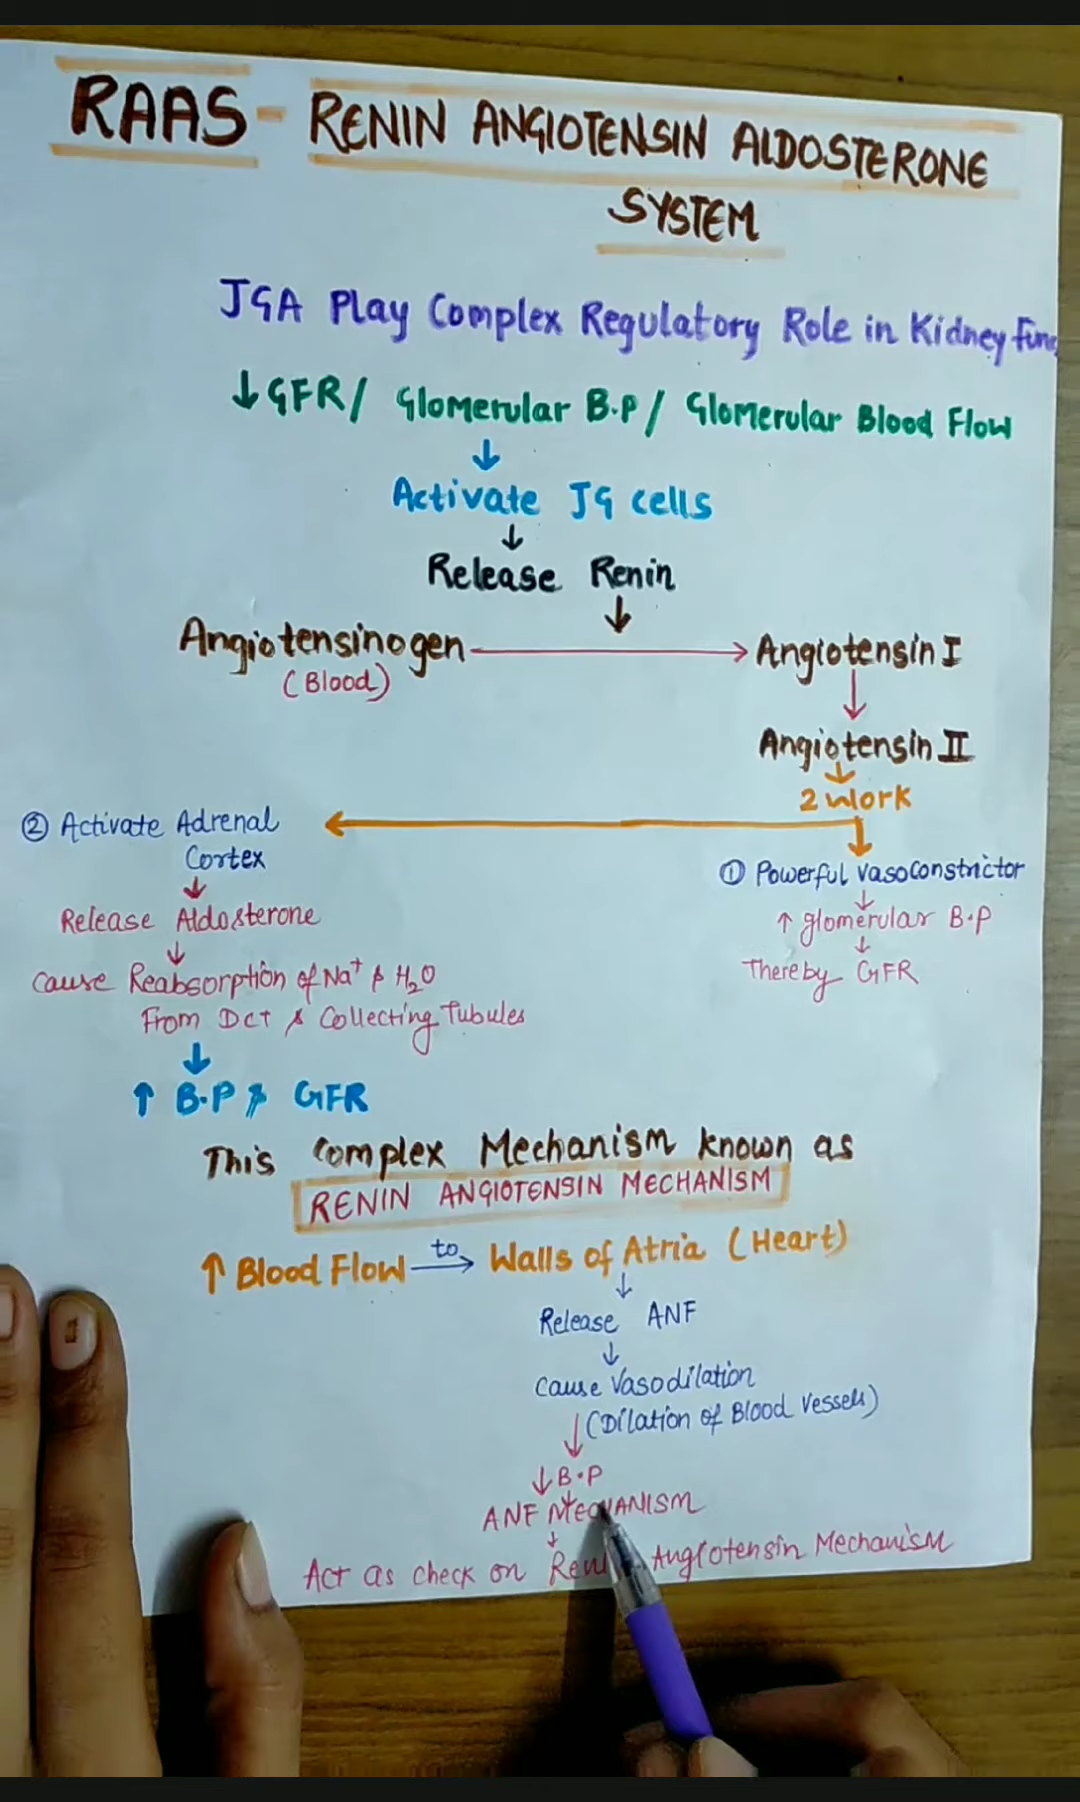 RAAS - RENIN ANGIOTENSIN ALDOSTERONE
SYSTEM
JGA Play Complex Regulatory Role in Kidney Func
↓ GFR / Glomerular B.P / Glomerular Blood Flow
↓
Activate JG cells
↓
Release Renin
↓
Angiotensinogen → Angiotensin I
(Blood)
↓
Angiotensin II
↓
2 Work
② Activate Adrenal
Cortex
↓
Release Aldosterone
↓
Cause Reabsorption of Na⁺ & H₂O
From DCT & Collecting Tubules
↓
↑ B.P & GFR
① Powerful vasoconstrictor
↓
↑ glomerular B.P
↓
Thereby GFR
This Complex Mechanism known as
RENIN ANGIOTENSIN MECHANISM
↑ Blood Flow to → Walls of Atria (Heart)
↓
Release ANF
↓
Cause Vasodilation
↓ (Dilation of Blood Vessels)
↓ B.P
ANF MECHANISM
↓
Act as check on Angiotensin Mechanism